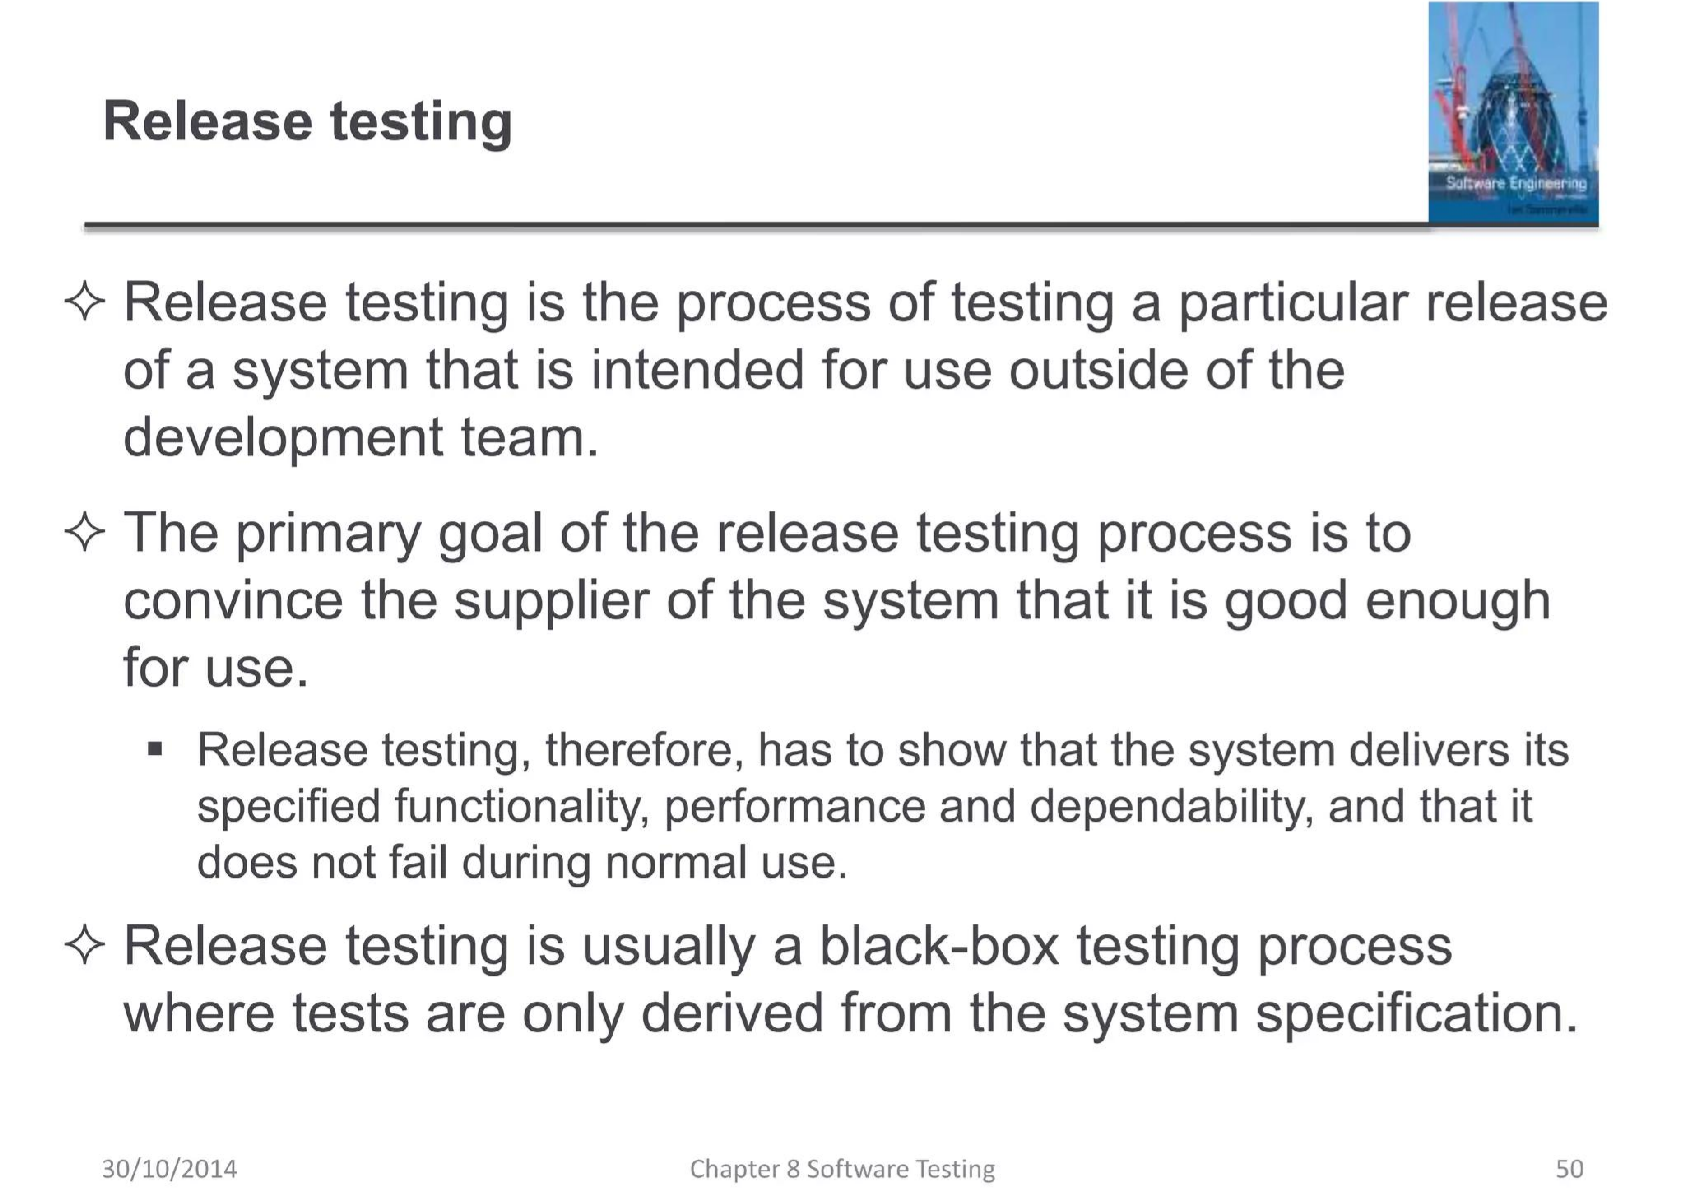 Release testing
Software Engineering
Ian Sommerville
Release testing is the process of testing a particular release
of a system that is intended for use outside of the
development team.
The primary goal of the release testing process is to
convince the supplier of the system that it is good enough
for use.
▪ Release testing, therefore, has to show that the system delivers its
specified functionality, performance and dependability, and that it
does not fail during normal use.
Release testing is usually a black-box testing process
where tests are only derived from the system specification.
30/10/2014
Chapter 8 Software Testing
50